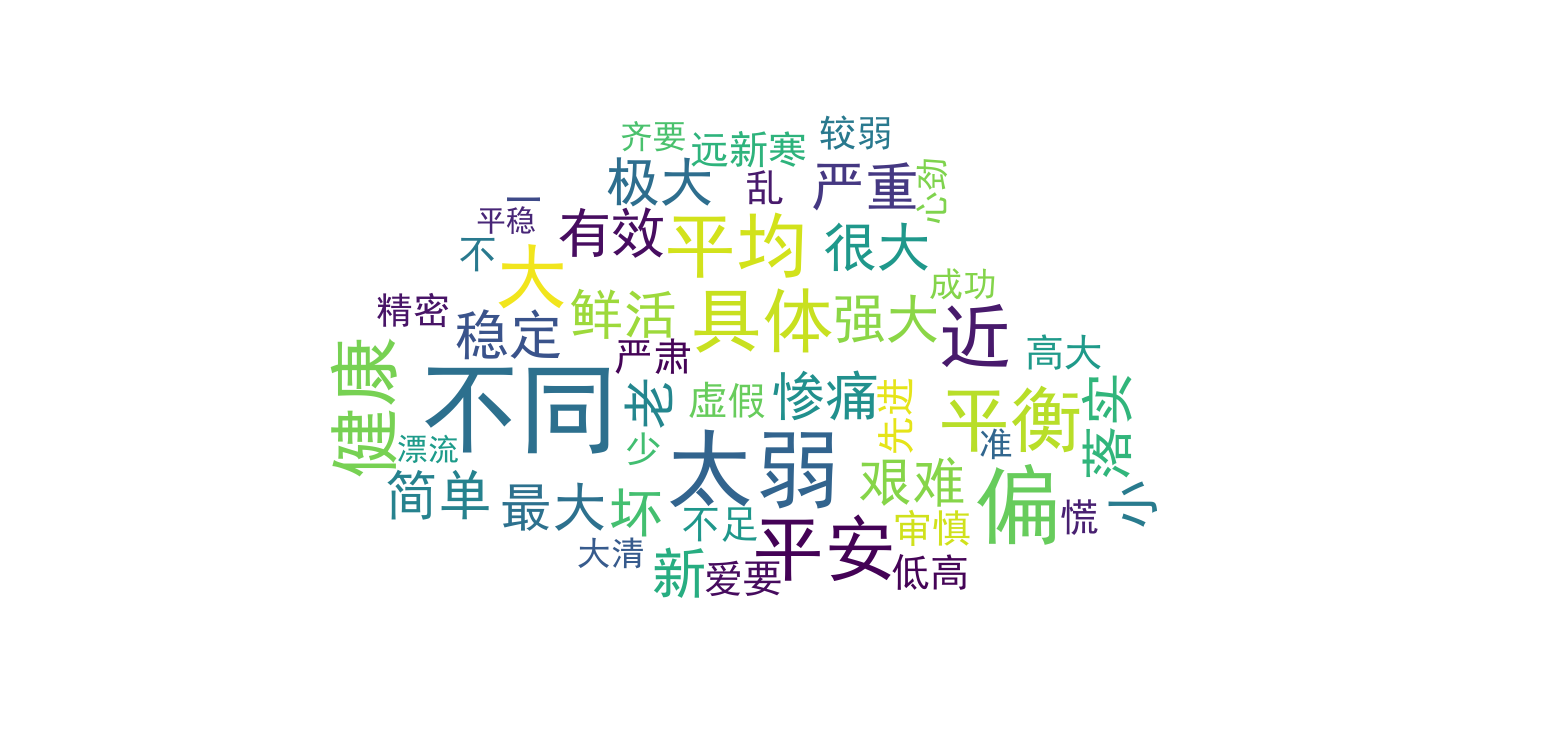 齐要
远新寒
较弱
极大
乱
严重
心劲
一
平稳
有效
平均
很大
不
大
成功
精密
鲜活
具体
强大
稳定
近
严肃
高大
健康
不同
老
虚假
惨痛
先进
平衡
落实
漂流
少
太弱
准
简单
艰难
偏
最大
坏
不足
审慎
慌
小
大清
新
爱要
平安
低高